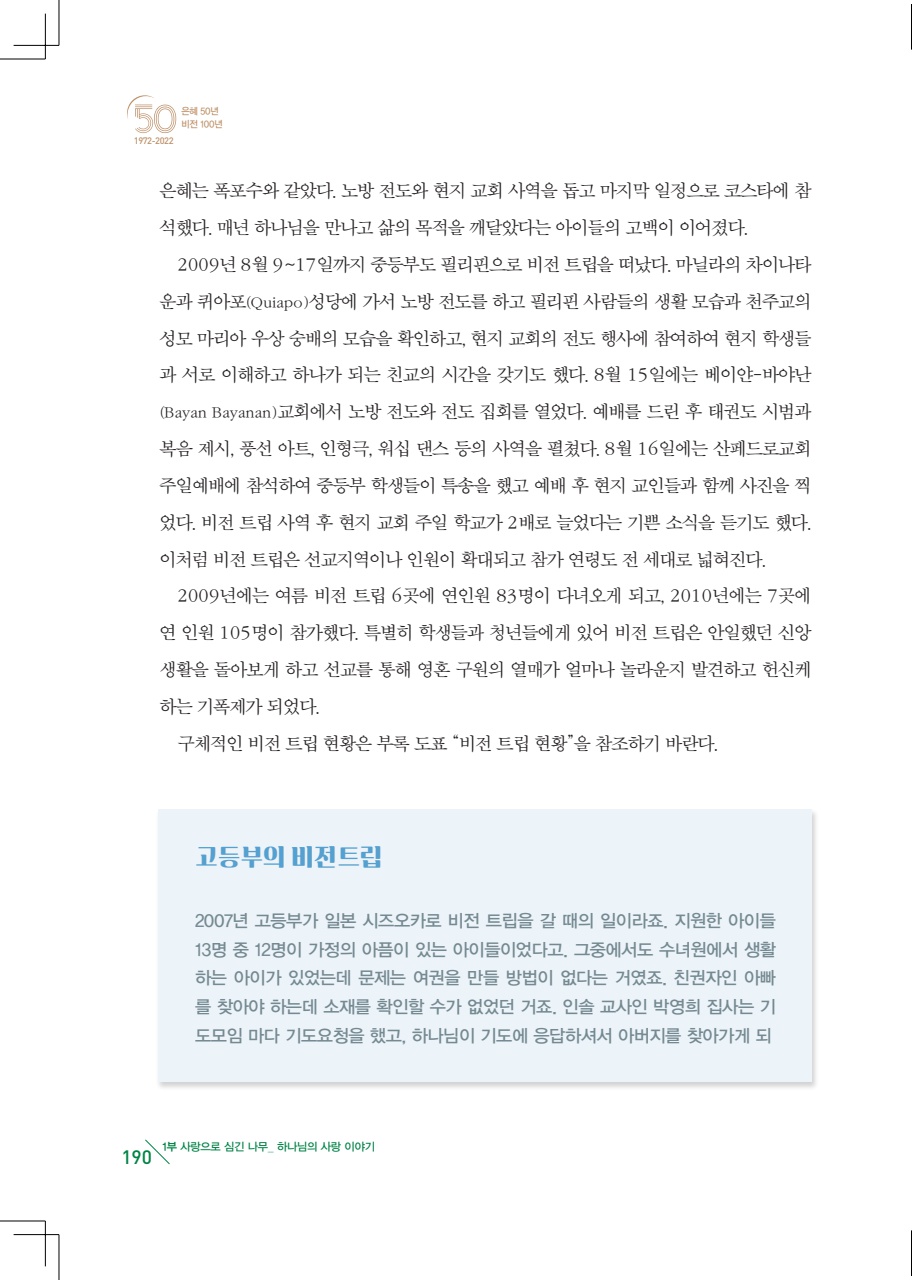 50
은혜 50년
비전 100년
1972-2022
은혜는 폭포수와 같았다. 노방 전도와 현지 교회 사역을 돕고 마지막 일정으로 코스타에 참
석했다. 매년 하나님을 만나고 삶의 목적을 깨달았다는 아이들의 고백이 이어졌다.
2009년 8월 9~17일까지 중등부도 필리핀으로 비전 트립을 떠났다. 마닐라의 차이나타
운과 퀴아포(Quiapo)성당에 가서 노방 전도를 하고 필리핀 사람들의 생활 모습과 천주교의
성모 마리아 우상 숭배의 모습을 확인하고, 현지 교회의 전도 행사에 참여하여 현지 학생들
과 서로 이해하고 하나가 되는 친교의 시간을 갖기도 했다. 8월 15일에는 베이얀-바야난
(Bayan Bayanan)교회에서 노방 전도와 전도 집회를 열었다. 예배를 드린 후 태권도 시범과
복음 제시, 풍선 아트, 인형극, 워십 댄스 등의 사역을 펼쳤다. 8월 16일에는 산페드로교회
주일예배에 참석하여 중등부 학생들이 특송을 했고 예배 후 현지 교인들과 함께 사진을 찍
었다. 비전 트립 사역 후 현지 교회 주일 학교가 2배로 늘었다는 기쁜 소식을 듣기도 했다.
이처럼 비전 트립은 선교지역이나 인원이 확대되고 참가 연령도 전 세대로 넓혀진다.
2009년에는 여름 비전 트립 6곳에 연인원 83명이 다녀오게 되고, 2010년에는 7곳에
연 인원 105명이 참가했다. 특별히 학생들과 청년들에게 있어 비전 트립은 안일했던 신앙
생활을 돌아보게 하고 선교를 통해 영혼 구원의 열매가 얼마나 놀라운지 발견하고 헌신케
하는 기폭제가 되었다.
구체적인 비전 트립 현황은 부록 도표 “비전 트립 현황”을 참조하기 바란다.
고등부의 비전트립
2007년 고등부가 일본 시즈오카로 비전 트립을 갈 때의 일이라죠. 지원한 아이들
13명 중 12명이 가정의 아픔이 있는 아이들이었다고. 그중에서도 수녀원에서 생활
하는 아이가 있었는데 문제는 여권을 만들 방법이 없다는 거였죠. 친권자인 아빠
를 찾아야 하는데 소재를 확인할 수가 없었던 거죠. 인솔 교사인 박영희 집사는 기
도모임 마다 기도요청을 했고, 하나님이 기도에 응답하셔서 아버지를 찾아가게 되
190 1부 사랑으로 심긴 나무_ 하나님의 사랑 이야기